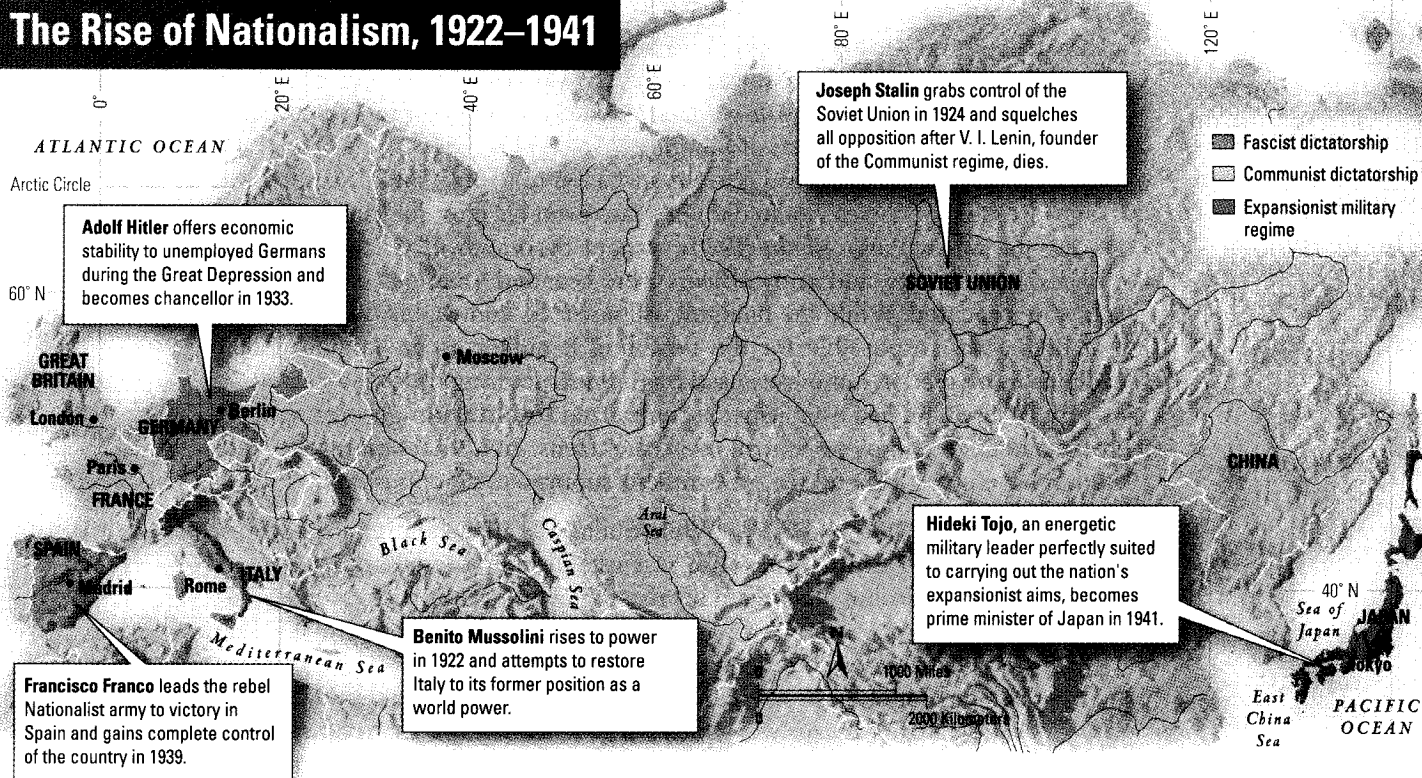 The Rise of Nationalism, 1922–1941
0°
20° E
40° E
60° E
80° E
120° E
ATLANTIC OCEAN
Arctic Circle
60° N
Joseph Stalin grabs control of the
Soviet Union in 1924 and squelches
all opposition after V. I. Lenin, founder
of the Communist regime, dies.
Fascist dictatorship
Communist dictatorship
Expansionist military
regime
Adolf Hitler offers economic
stability to unemployed Germans
during the Great Depression and
becomes chancellor in 1933.
SOVIET UNION
GREAT
BRITAIN
London
Moscow
Berlin
GERMANY
Paris
FRANCE
CHINA
SPAIN
Madrid
Rome
ITALY
Black Sea
Caspian Sea
Aral
Sea
Mediterranean Sea
Hideki Tojo, an energetic
military leader perfectly suited
to carrying out the nation's
expansionist aims, becomes
prime minister of Japan in 1941.
40° N
Sea of
Japan
JAPAN
Tokyo
East
China
Sea
PACIFIC
OCEAN
Benito Mussolini rises to power
in 1922 and attempts to restore
Italy to its former position as a
world power.
Francisco Franco leads the rebel
Nationalist army to victory in
Spain and gains complete control
of the country in 1939.
N
0
1000 Miles
0
2000 Kilometers